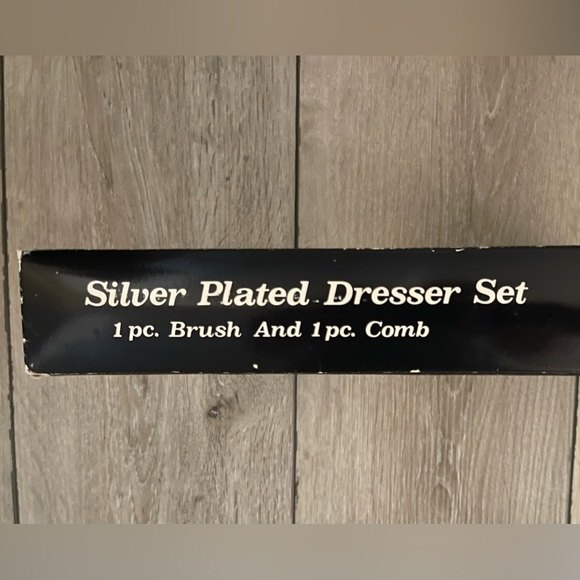 Silver Plated Dresser Set
1 pc. Brush And 1 pc. Comb